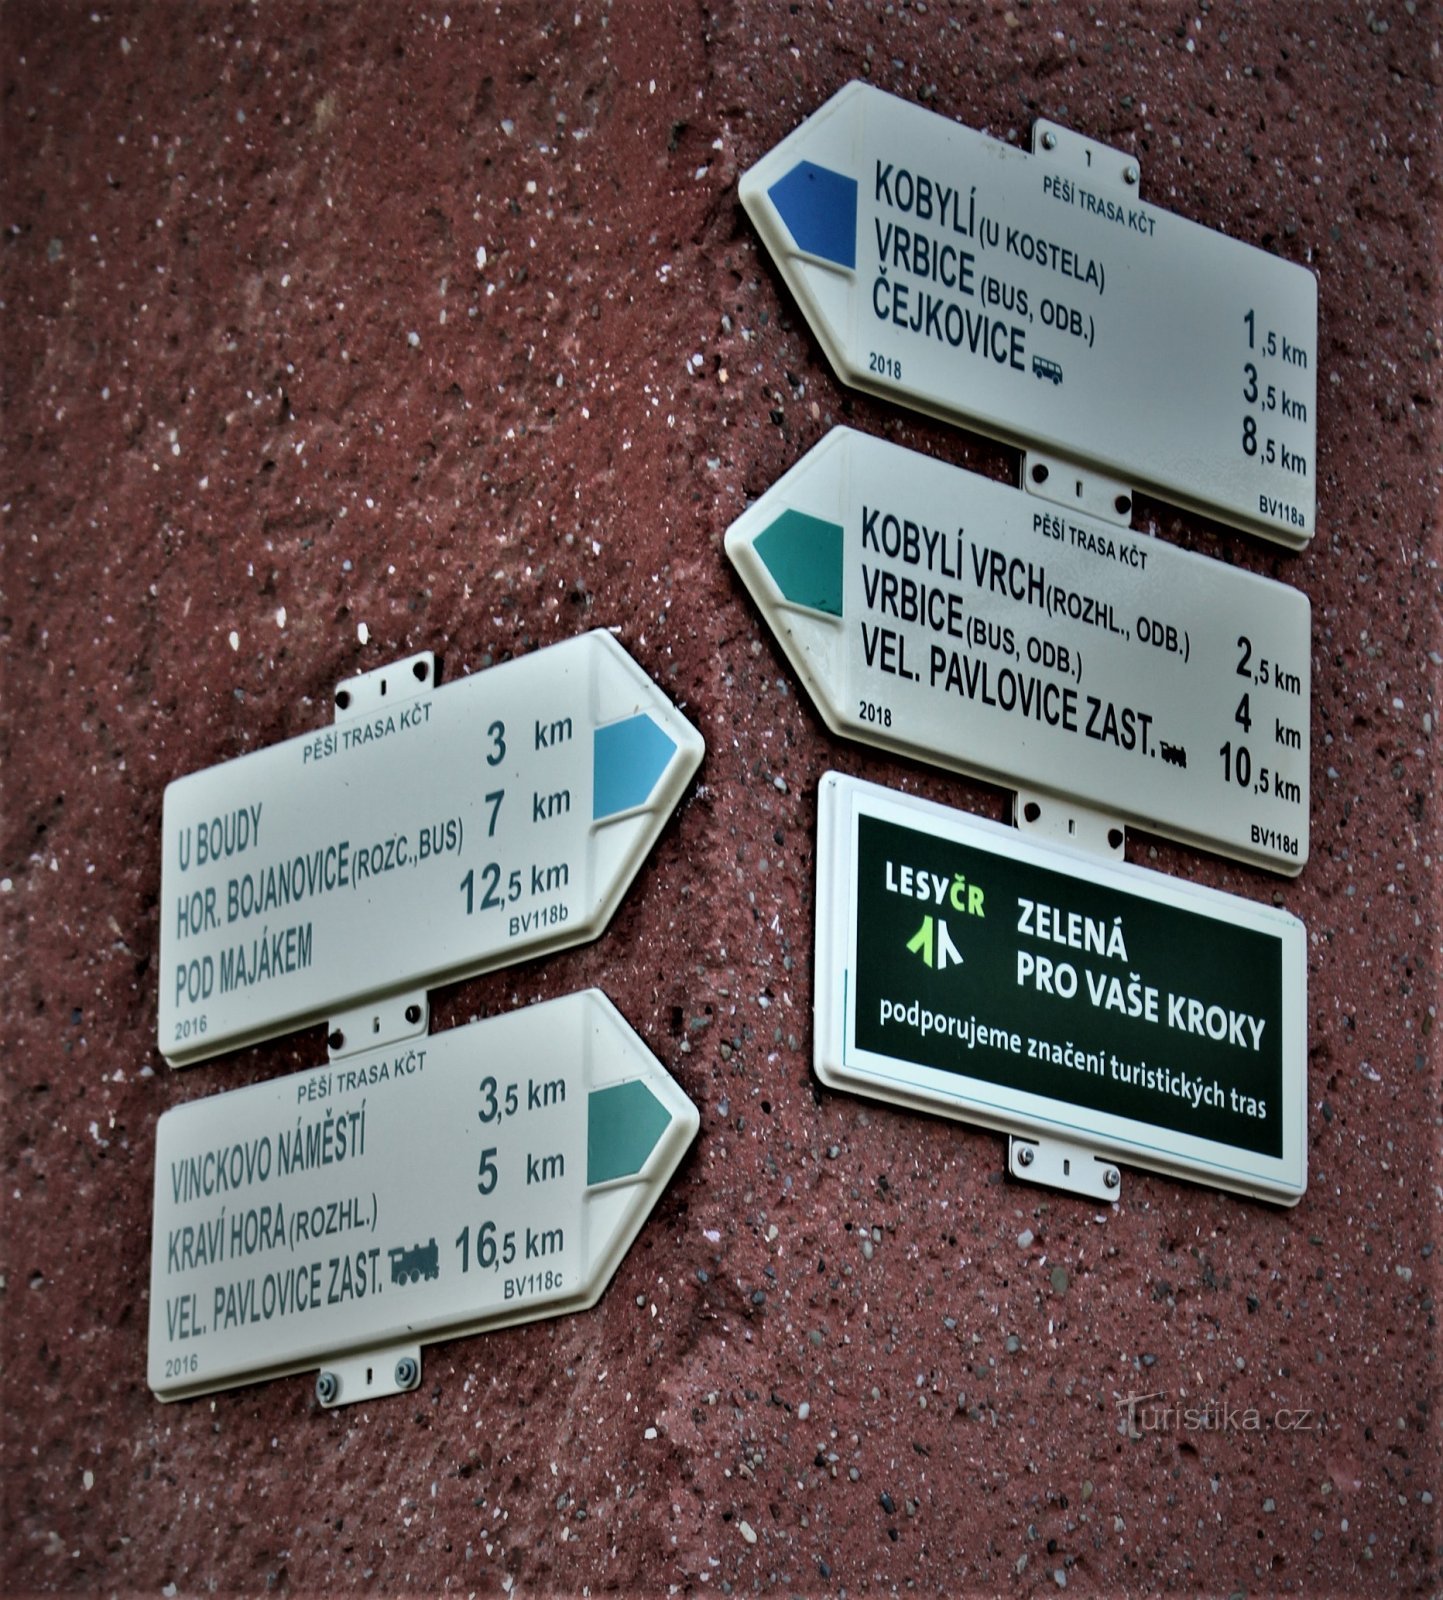 PĚŠÍ TRASA KČT
KOBYLÍ (U KOSTELA) 1,5 km
VRBICE (BUS, ODB.) 3,5 km
ČEJKOVICE 8,5 km
2018 BV118a
PĚŠÍ TRASA KČT
KOBYLÍ VRCH (ROZHL., ODB.) 2,5 km
VRBICE (BUS, ODB.) 4 km
VEL. PAVLOVICE ZAST. 10,5 km
2018 BV118d
LESYČR
ZELENÁ
PRO VAŠE KROKY
podporujeme značení turistických tras
PĚŠÍ TRASA KČT
U BOUDY 3 km
HOR. BOJANOVICE (ROZC.,BUS) 7 km
POD MAJÁKEM 12,5 km
2016 BV118b
PĚŠÍ TRASA KČT
VINCKOVO NÁMĚSTÍ 3,5 km
KRAVÍ HORA (ROZHL.) 5 km
VEL. PAVLOVICE ZAST. 16,5 km
2016 BV118c
Turistika.cz